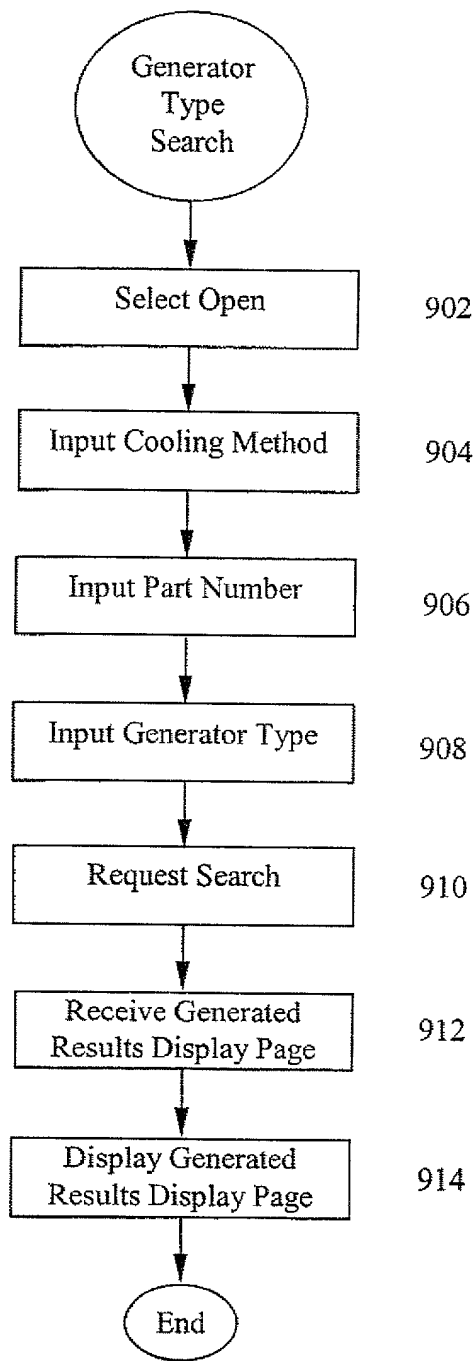 Generator
Type
Search
Select Open
902
Input Cooling Method
904
Input Part Number
906
Input Generator Type
908
Request Search
910
Receive Generated
Results Display Page
912
Display Generated
Results Display Page
914
End